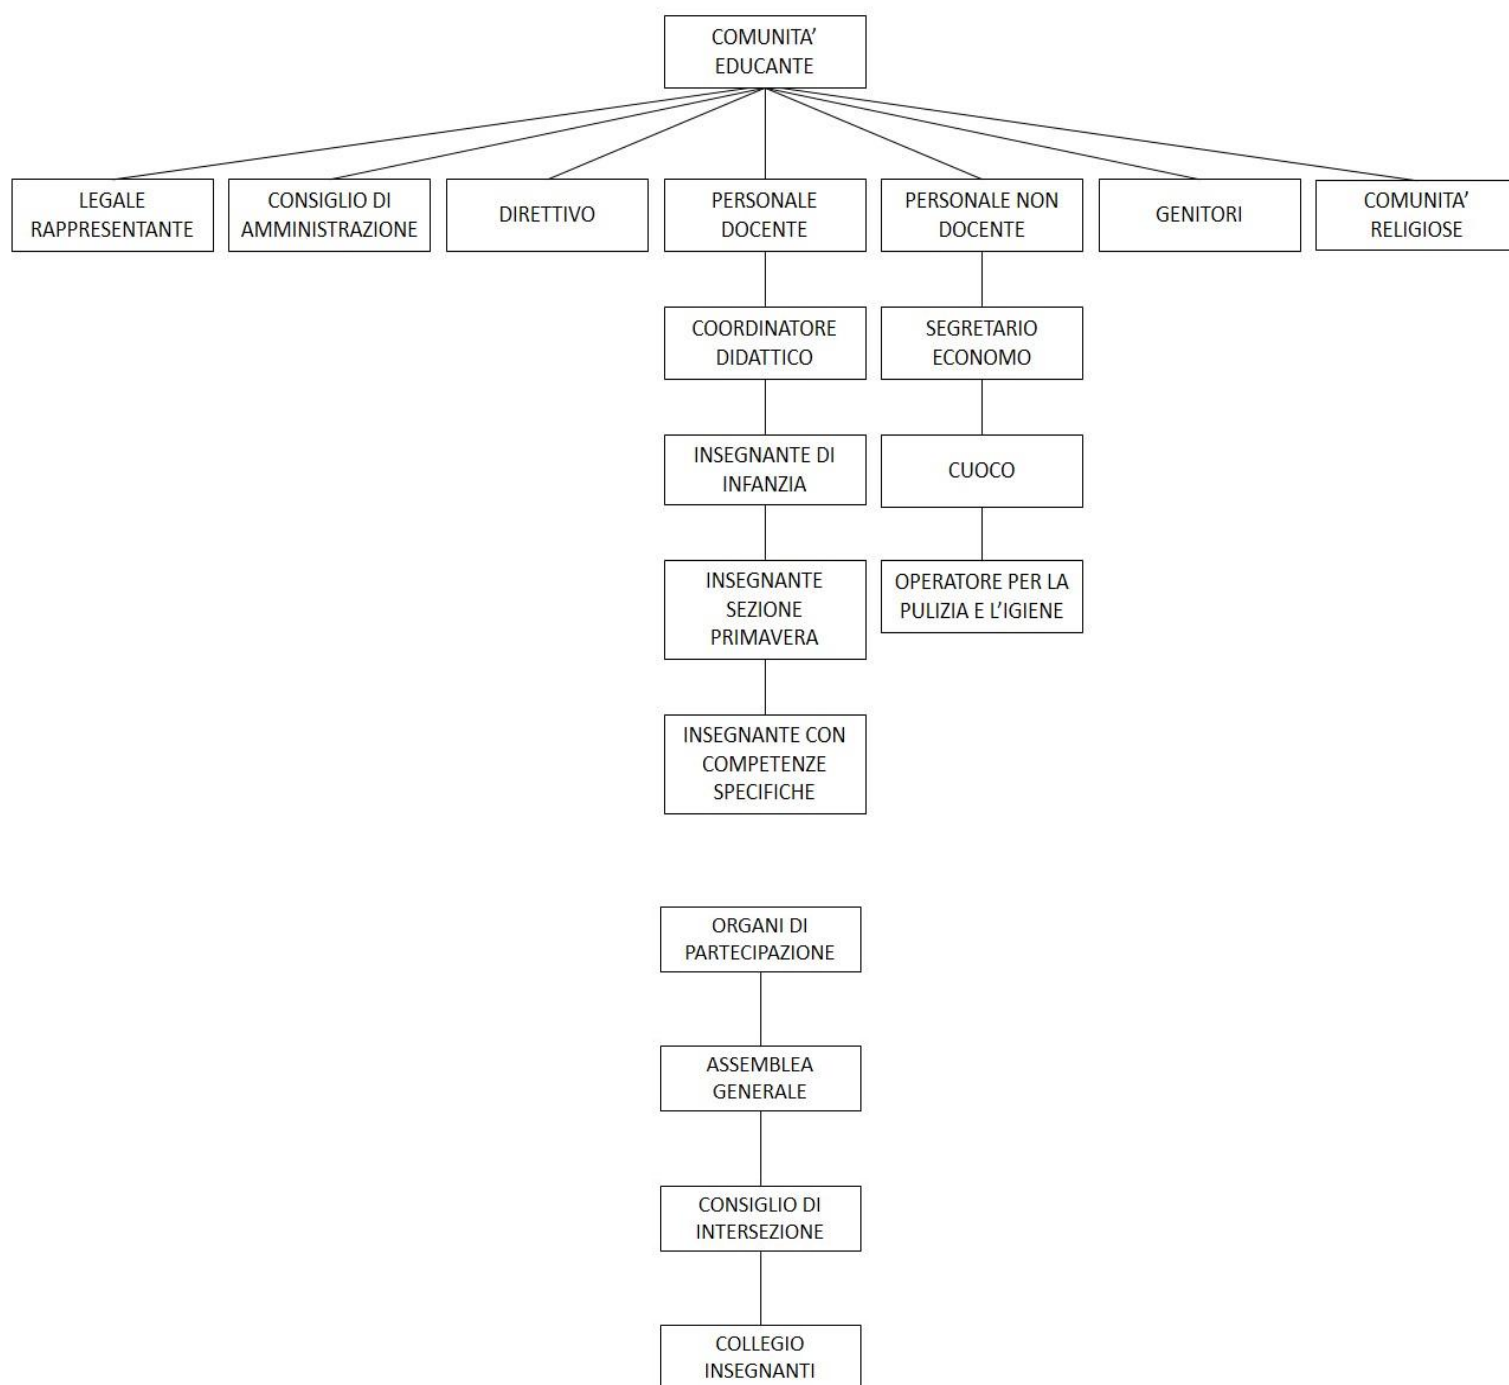 COMUNITA’
EDUCANTE
LEGALE
RAPPRESENTANTE
CONSIGLIO DI
AMMINISTRAZIONE
DIRETTIVO
PERSONALE
DOCENTE
PERSONALE NON
DOCENTE
GENITORI
COMUNITA’
RELIGIOSE
COORDINATORE
DIDATTICO
SEGRETARIO
ECONOMO
INSEGNANTE DI
INFANZIA
CUOCO
INSEGNANTE
SEZIONE
PRIMAVERA
OPERATORE PER LA
PULIZIA E L’IGIENE
INSEGNANTE CON
COMPETENZE
SPECIFICHE
ORGANI DI
PARTECIPAZIONE
ASSEMBLEA
GENERALE
CONSIGLIO DI
INTERSEZIONE
COLLEGIO
INSEGNANTI